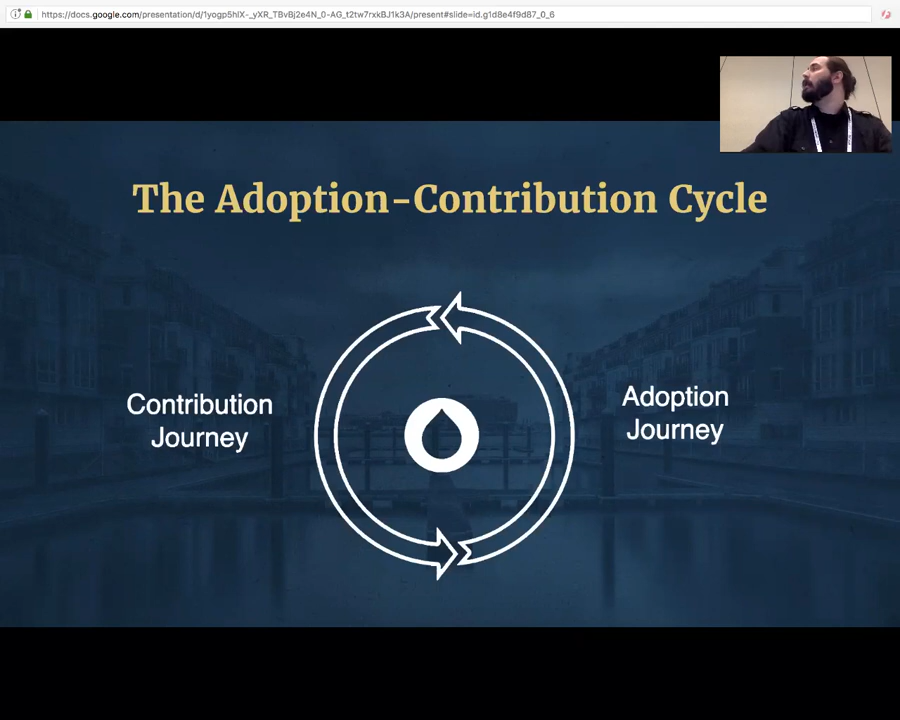 https://docs.google.com/presentation/d/1yogp5hlX-_yXR_TBvBj2e4N_0-AG_t2tw7rxkBJ1k3A/present#slide=id.g1d8e4f9d87_0_6
The Adoption-Contribution Cycle
Contribution
Journey
Adoption
Journey